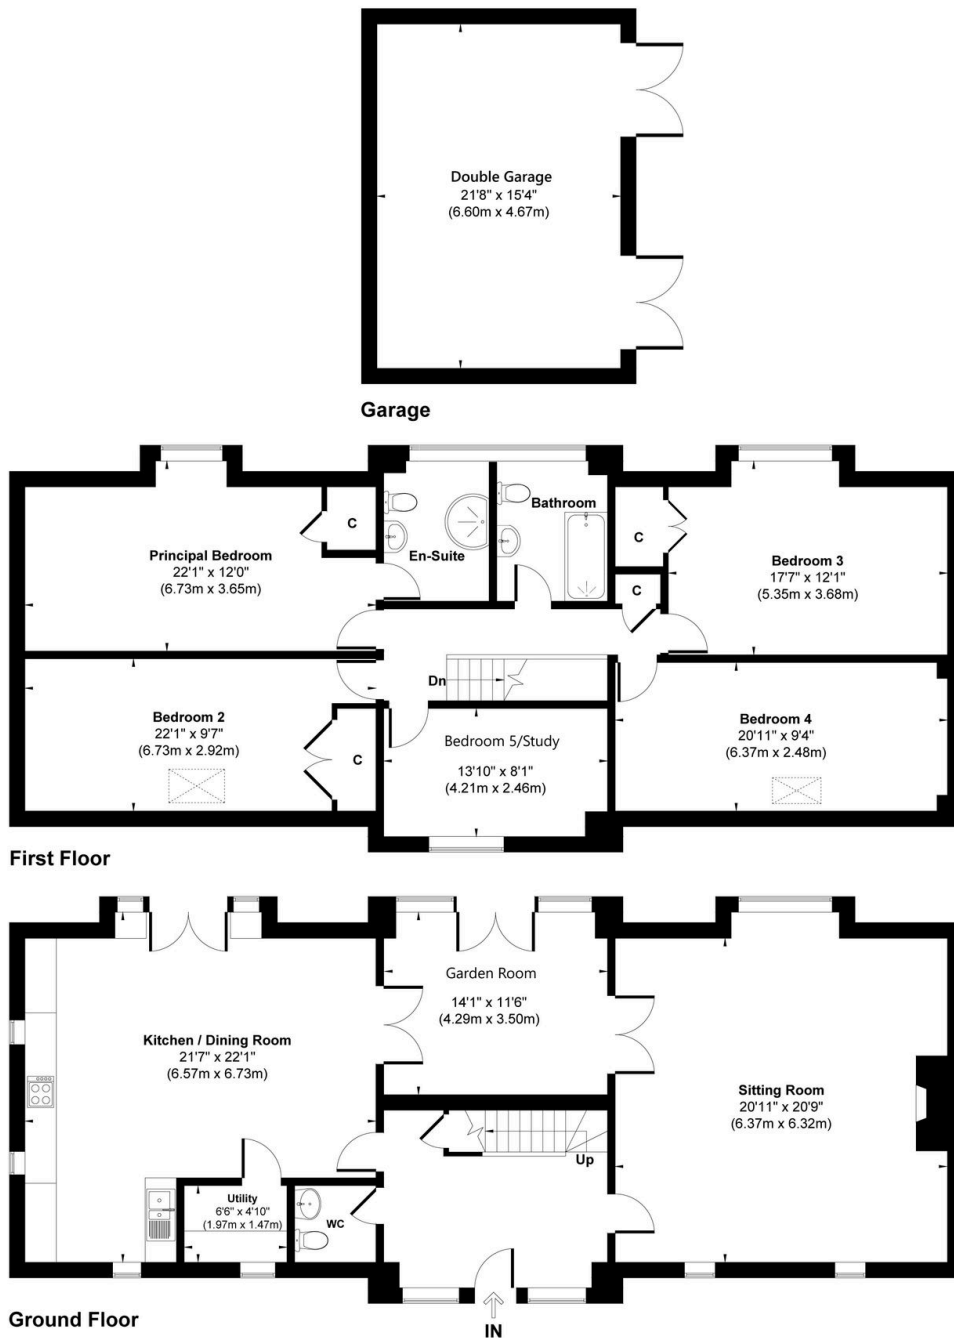 Double Garage
21'8" x 15'4"
(6.60m x 4.67m)
Garage
Principal Bedroom
22'1" x 12'0"
(6.73m x 3.65m)
C
En-Suite
Bathroom
C
C
Bedroom 3
17'7" x 12'1"
(5.35m x 3.68m)
Bedroom 2
22'1" x 9'7"
(6.73m x 2.92m)
C
Dn
Bedroom 5/Study
13'10" x 8'1"
(4.21m x 2.46m)
Bedroom 4
20'11" x 9'4"
(6.37m x 2.48m)
First Floor
Kitchen / Dining Room
21'7" x 22'1"
(6.57m x 6.73m)
Garden Room
14'1" x 11'6"
(4.29m x 3.50m)
Sitting Room
20'11" x 20'9"
(6.37m x 6.32m)
Up
Utility
6'6" x 4'10"
(1.97m x 1.47m)
WC
Ground Floor
IN